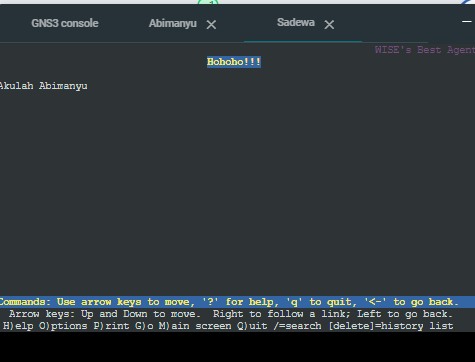 GNS3 console
Abimanyu
Sadewa
WISE's Best Agent
Hohoho!!!
Akulah Abimanyu
Commands: Use arrow keys to move, '?' for help, 'q' to quit, '<-' to go back.
Arrow keys: Up and Down to move. Right to follow a link; Left to go back.
H)elp O)ptions P)rint G)o M)ain screen Q)uit /=search [delete]=history list